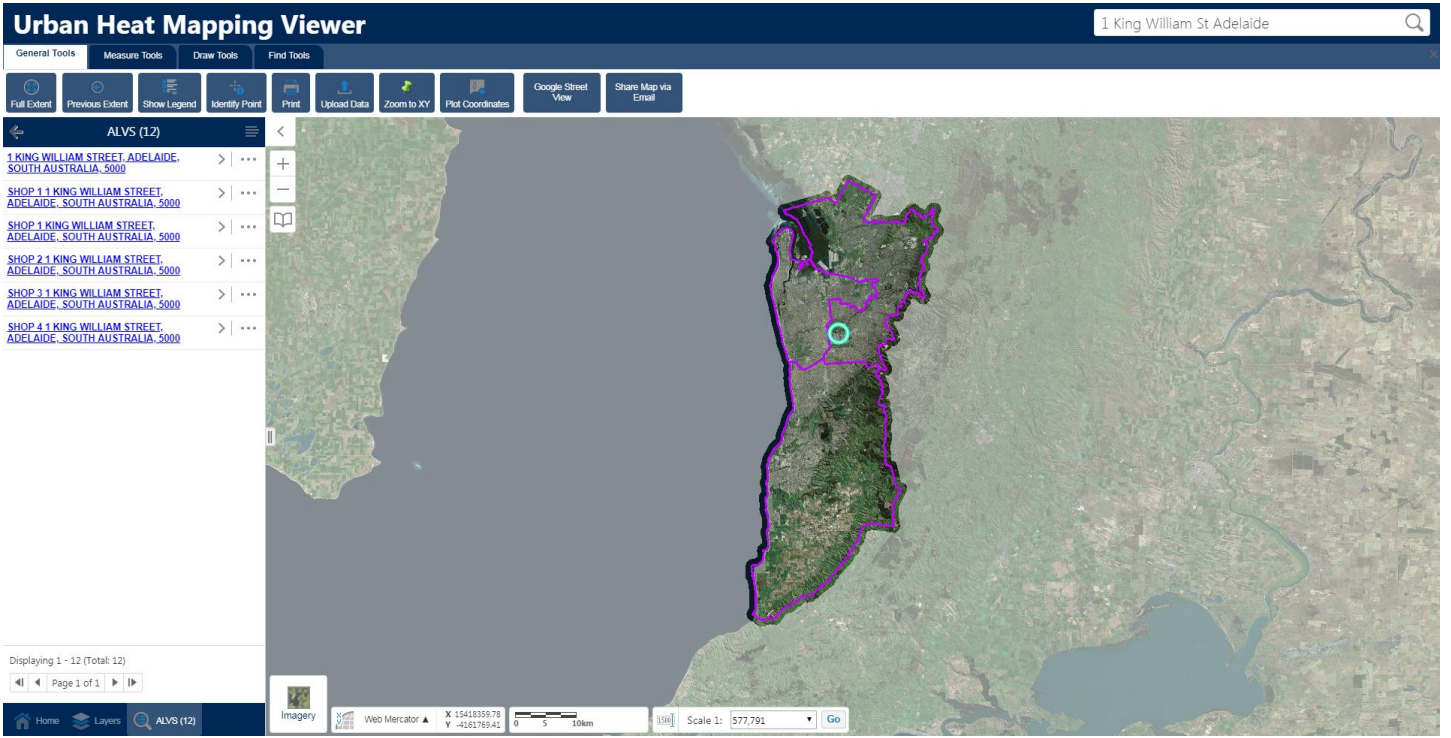 Urban Heat Mapping Viewer
1 King William St Adelaide
General Tools
Measure Tools
Draw Tools
Find Tools
Full Extent
Previous Extent
Show Legend
Identify Point
Print
Upload Data
Zoom to XY
Plot Coordinates
Google Street
View
Share Map via
Email
ALVS (12)
1 KING WILLIAM STREET, ADELAIDE,
SOUTH AUSTRALIA, 5000
SHOP 1 1 KING WILLIAM STREET,
ADELAIDE, SOUTH AUSTRALIA, 5000
SHOP 1 KING WILLIAM STREET,
ADELAIDE, SOUTH AUSTRALIA, 5000
SHOP 2 1 KING WILLIAM STREET,
ADELAIDE, SOUTH AUSTRALIA, 5000
SHOP 3 1 KING WILLIAM STREET,
ADELAIDE, SOUTH AUSTRALIA, 5000
SHOP 4 1 KING WILLIAM STREET,
ADELAIDE, SOUTH AUSTRALIA, 5000
Displaying 1 - 12 (Total: 12)
Page 1 of 1
Home
Layers
ALVS (12)
Imagery
Web Mercator ▲
X 15418359.78
Y -4161769.41
0 5 10km
1500
Scale 1: 577,791
Go